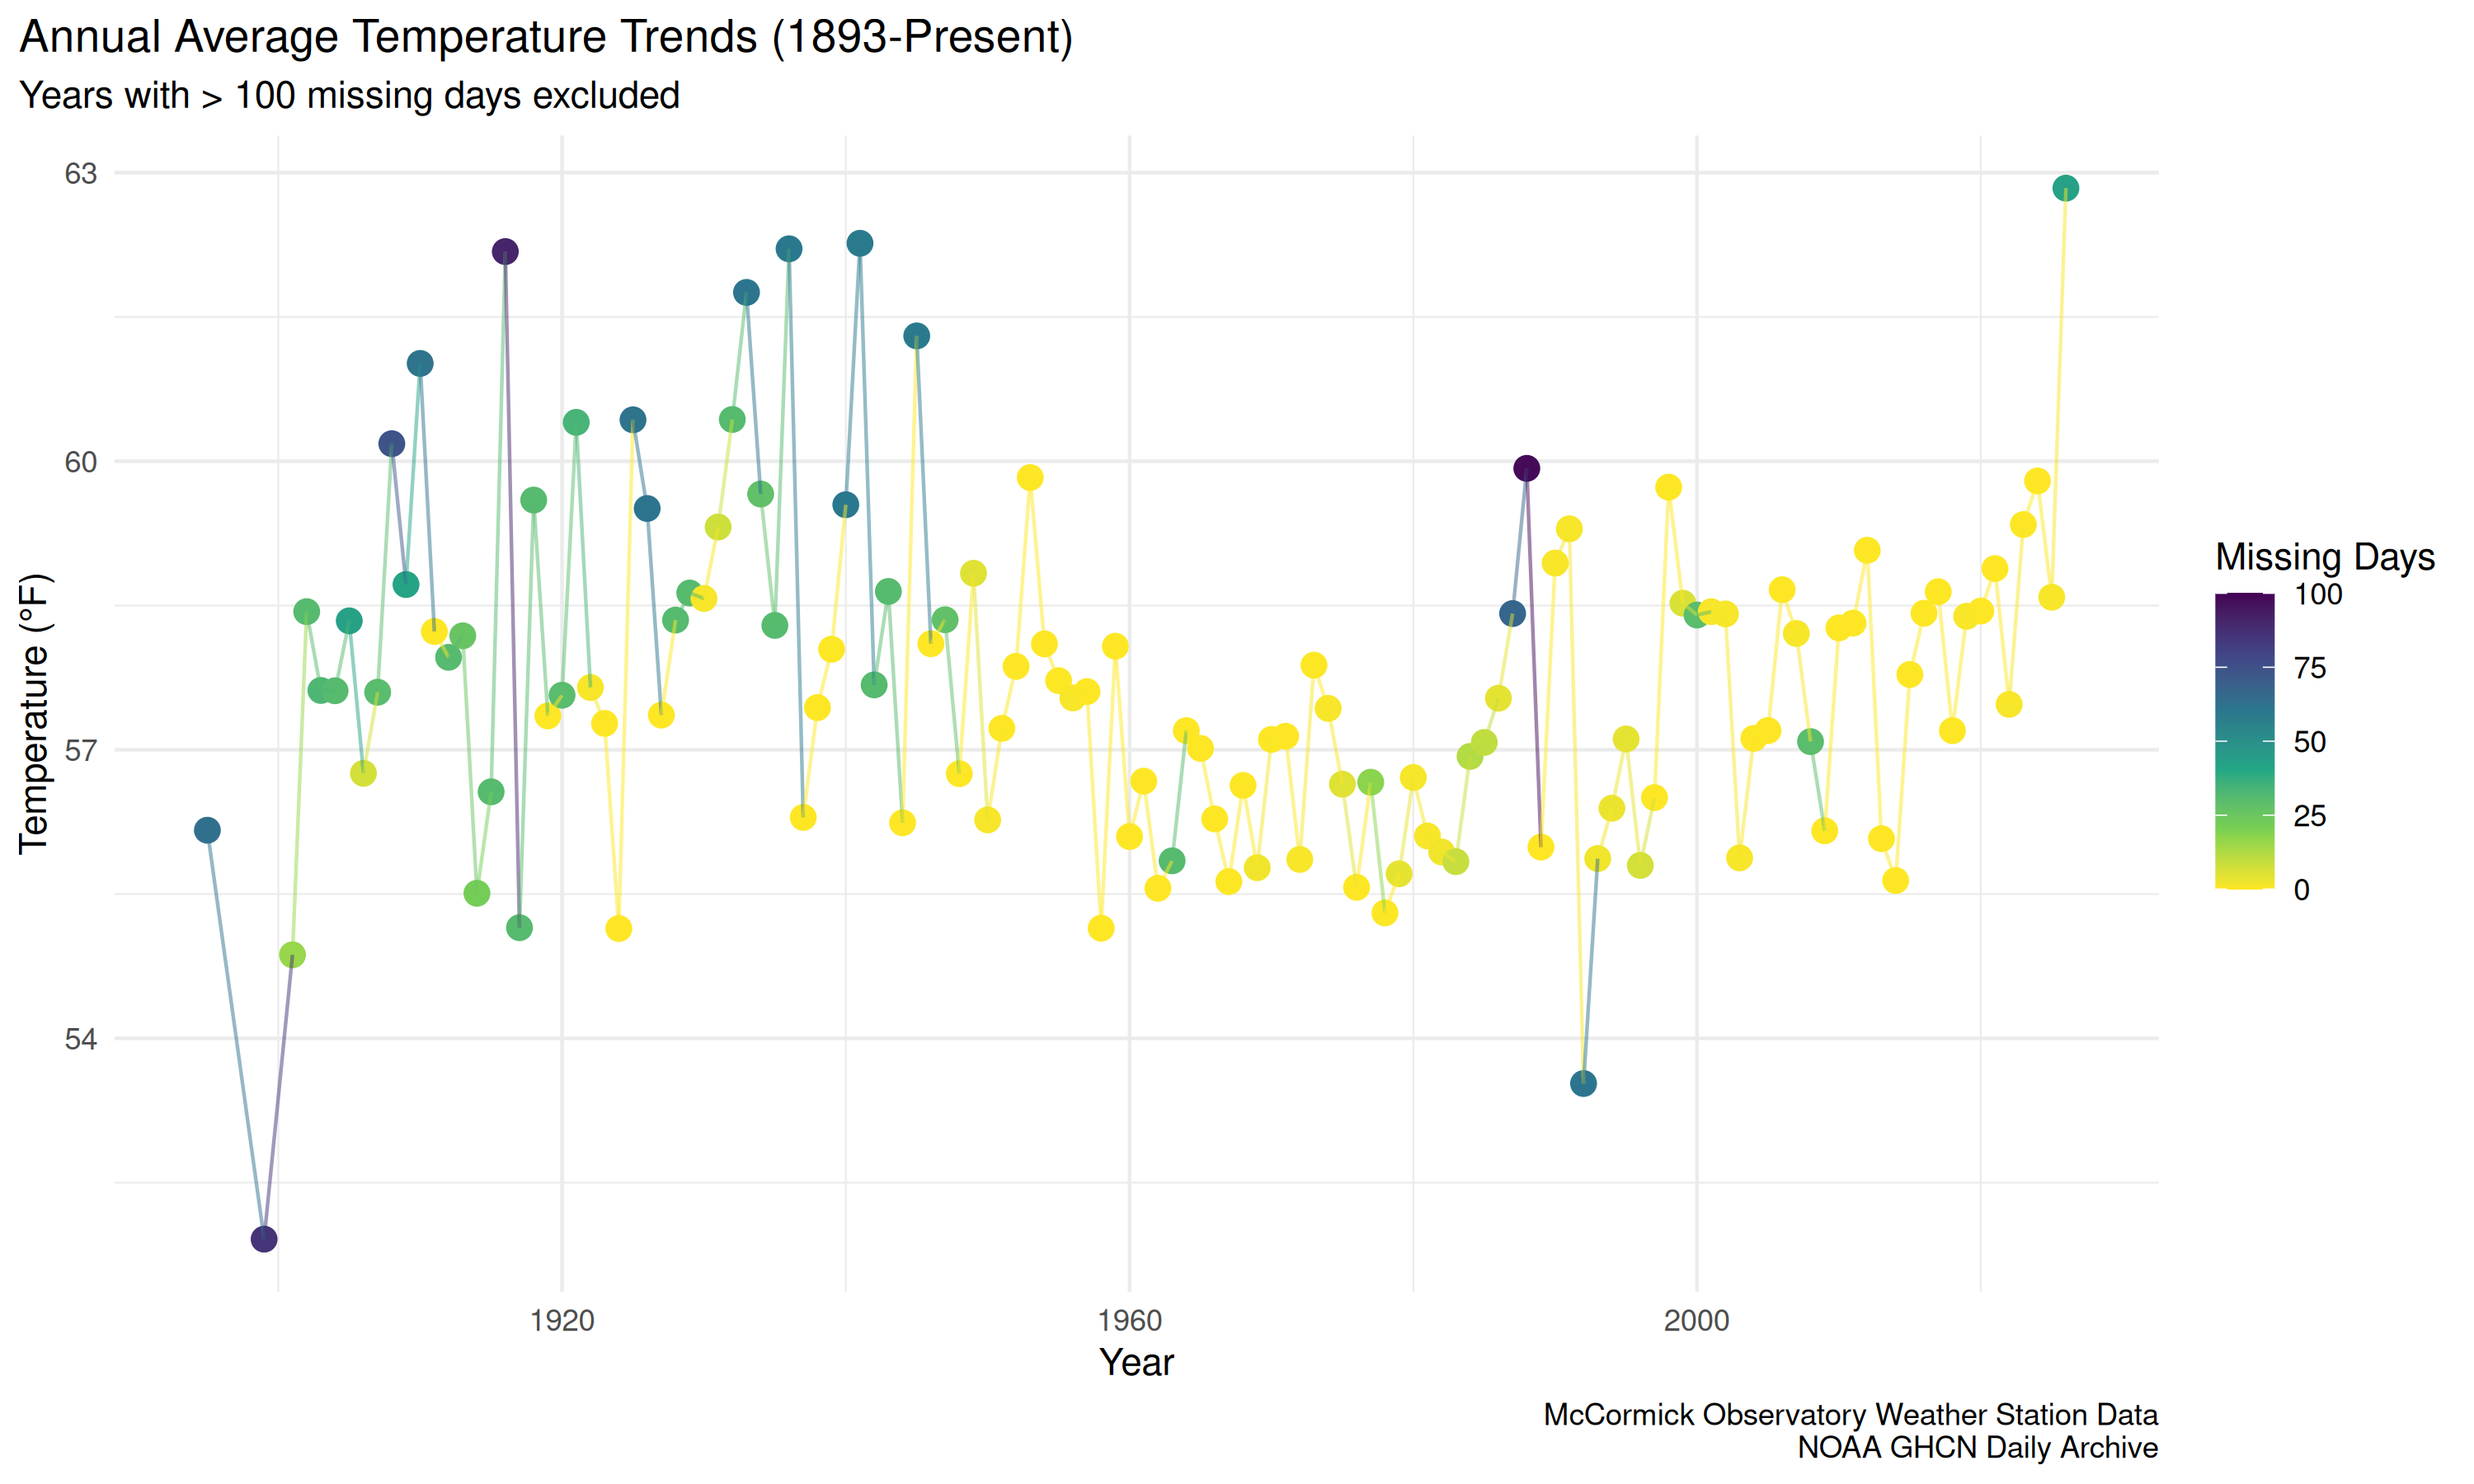 Annual Average Temperature Trends (1893-Present)
Years with > 100 missing days excluded
63
60
57
54
Temperature (°F)
1920
1960
2000
Year
Missing Days
100
75
50
25
0
McCormick Observatory Weather Station Data
NOAA GHCN Daily Archive